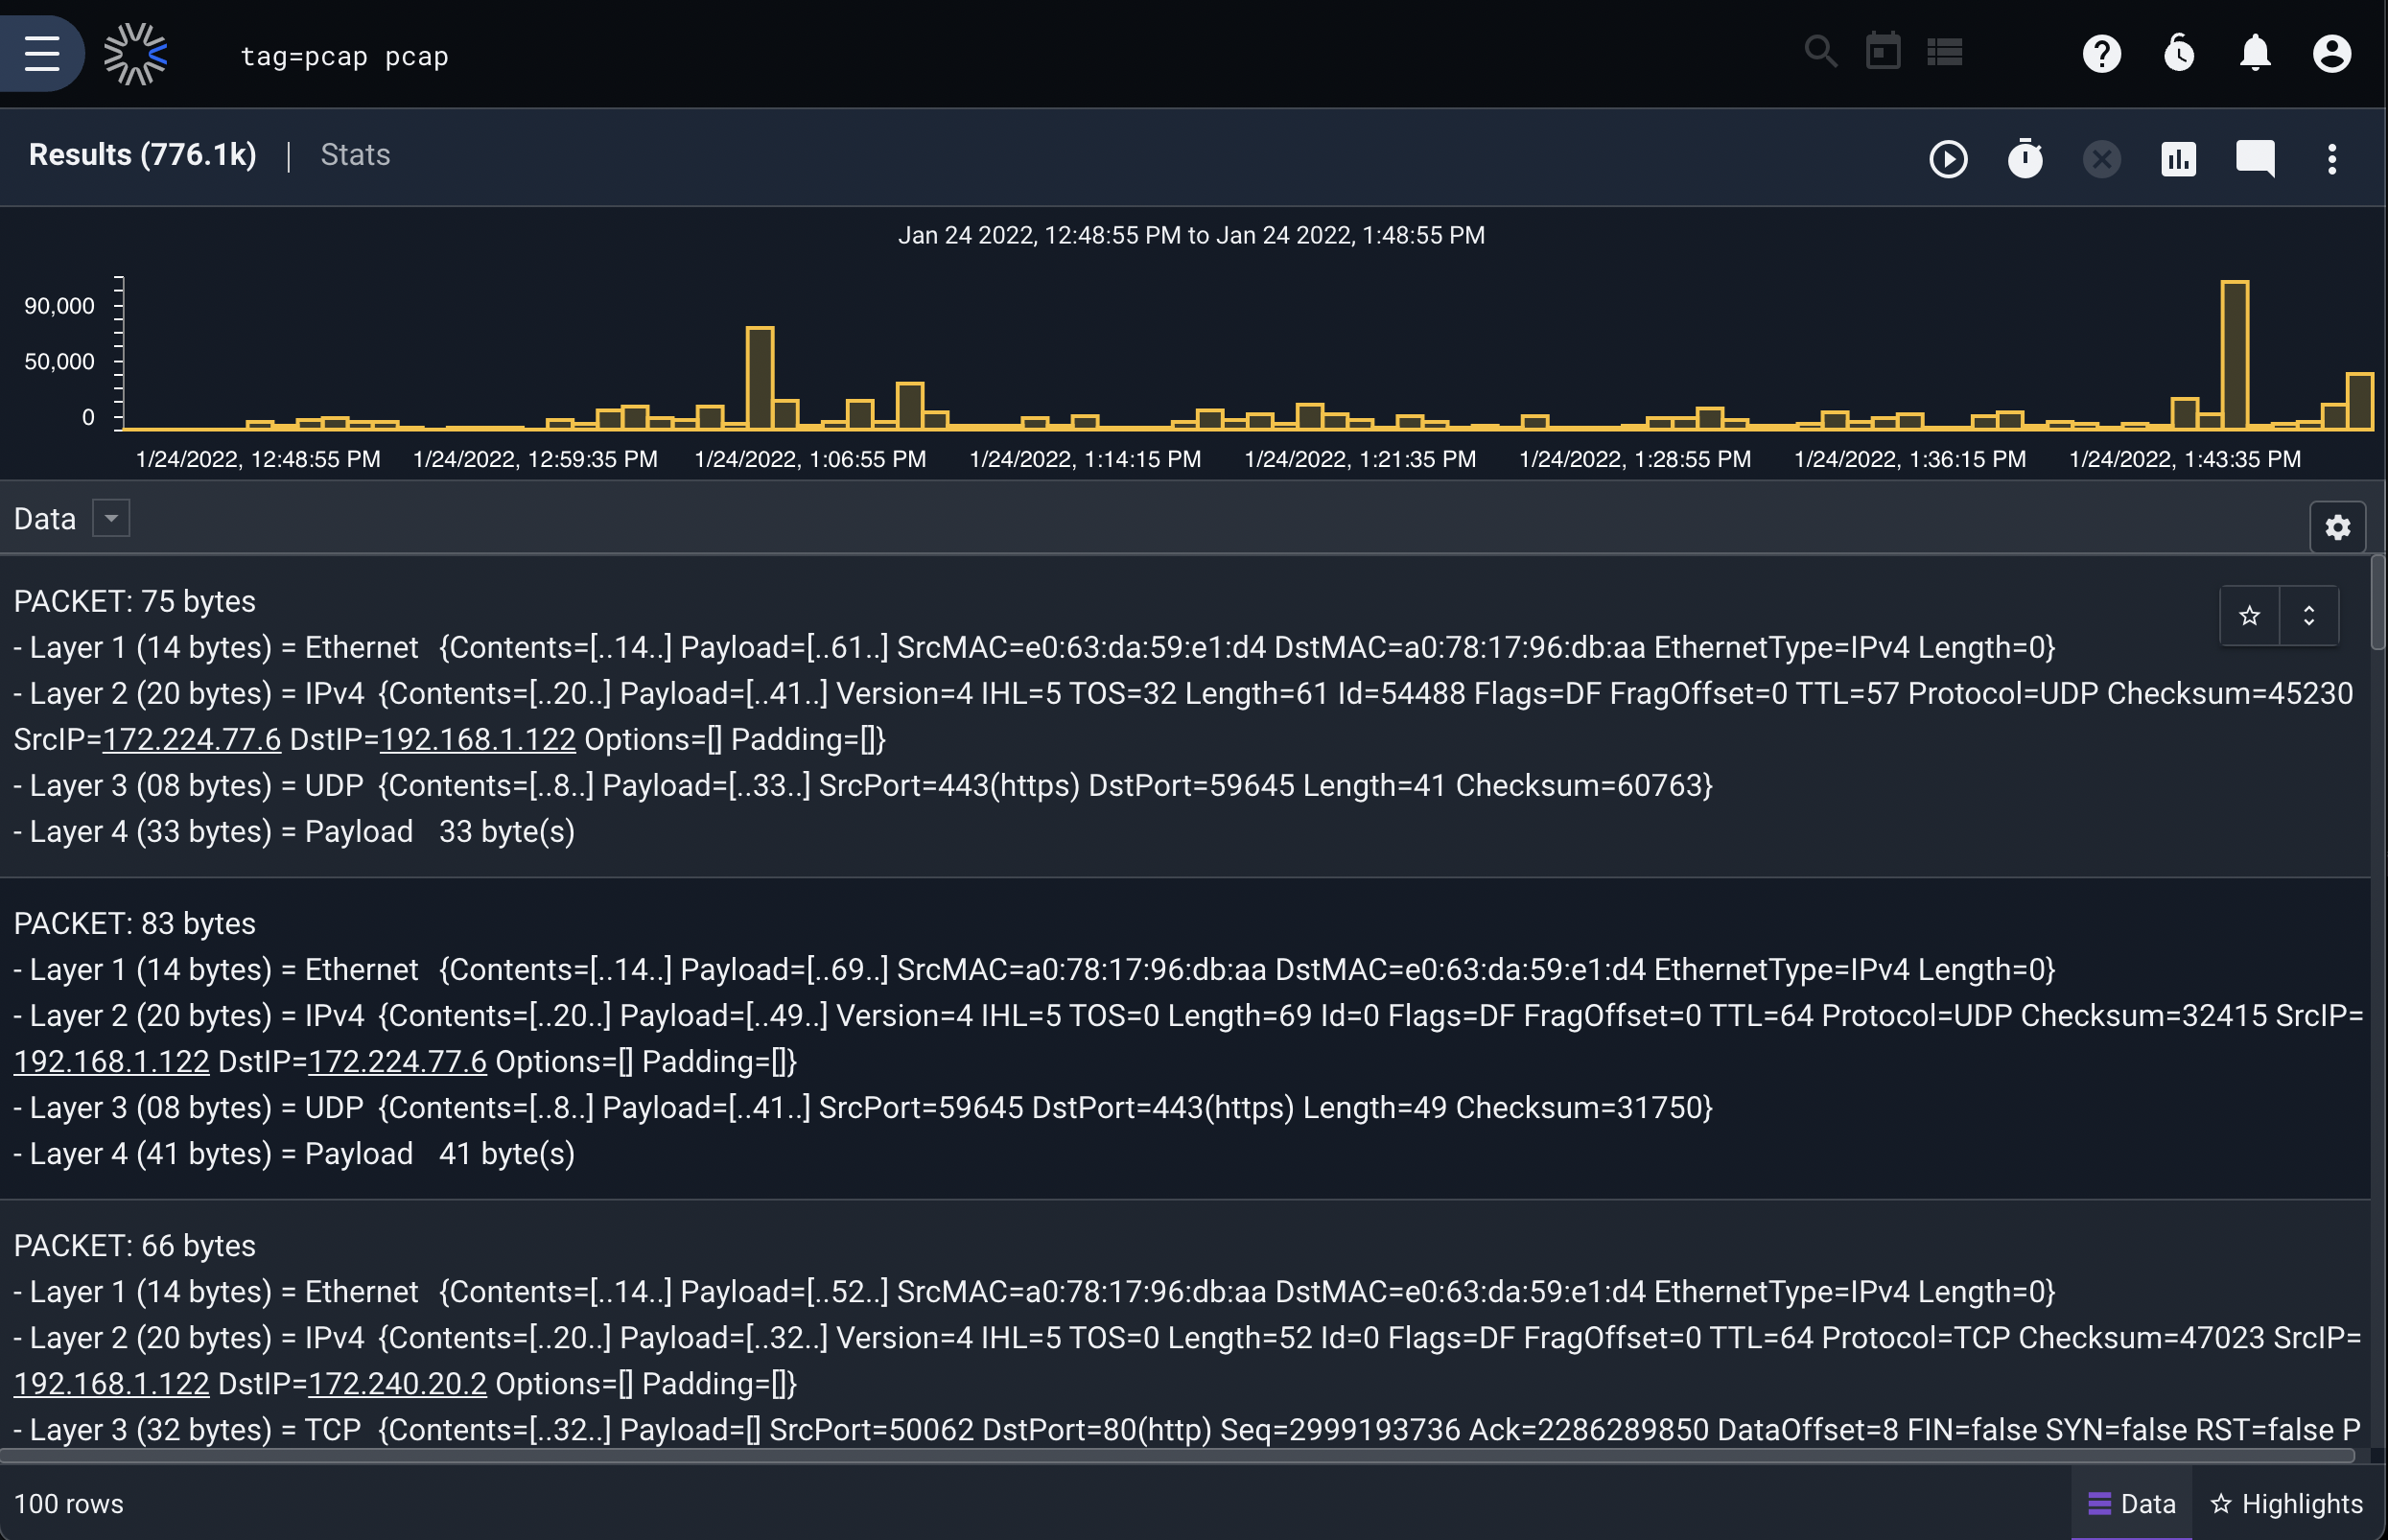 tag=pcap pcap
Results (776.1k) | Stats
Jan 24 2022, 12:48:55 PM to Jan 24 2022, 1:48:55 PM
90,000
50,000
0
1/24/2022, 12:48:55 PM 1/24/2022, 12:59:35 PM 1/24/2022, 1:06:55 PM 1/24/2022, 1:14:15 PM 1/24/2022, 1:21:35 PM 1/24/2022, 1:28:55 PM 1/24/2022, 1:36:15 PM 1/24/2022, 1:43:35 PM
Data
PACKET: 75 bytes
- Layer 1 (14 bytes) = Ethernet {Contents=[..14..] Payload=[..61..] SrcMAC=e0:63:da:59:e1:d4 DstMAC=a0:78:17:96:db:aa EthernetType=IPv4 Length=0}
- Layer 2 (20 bytes) = IPv4 {Contents=[..20..] Payload=[..41..] Version=4 IHL=5 TOS=32 Length=61 Id=54488 Flags=DF FragOffset=0 TTL=57 Protocol=UDP Checksum=45230
SrcIP=172.224.77.6 DstIP=192.168.1.122 Options=[] Padding=[]}
- Layer 3 (08 bytes) = UDP {Contents=[..8..] Payload=[..33..] SrcPort=443(https) DstPort=59645 Length=41 Checksum=60763}
- Layer 4 (33 bytes) = Payload 33 byte(s)
PACKET: 83 bytes
- Layer 1 (14 bytes) = Ethernet {Contents=[..14..] Payload=[..69..] SrcMAC=a0:78:17:96:db:aa DstMAC=e0:63:da:59:e1:d4 EthernetType=IPv4 Length=0}
- Layer 2 (20 bytes) = IPv4 {Contents=[..20..] Payload=[..49..] Version=4 IHL=5 TOS=0 Length=69 Id=0 Flags=DF FragOffset=0 TTL=64 Protocol=UDP Checksum=32415 SrcIP=
192.168.1.122 DstIP=172.224.77.6 Options=[] Padding=[]}
- Layer 3 (08 bytes) = UDP {Contents=[..8..] Payload=[..41..] SrcPort=59645 DstPort=443(https) Length=49 Checksum=31750}
- Layer 4 (41 bytes) = Payload 41 byte(s)
PACKET: 66 bytes
- Layer 1 (14 bytes) = Ethernet {Contents=[..14..] Payload=[..52..] SrcMAC=a0:78:17:96:db:aa DstMAC=e0:63:da:59:e1:d4 EthernetType=IPv4 Length=0}
- Layer 2 (20 bytes) = IPv4 {Contents=[..20..] Payload=[..32..] Version=4 IHL=5 TOS=0 Length=52 Id=0 Flags=DF FragOffset=0 TTL=64 Protocol=TCP Checksum=47023 SrcIP=
192.168.1.122 DstIP=172.240.20.2 Options=[] Padding=[]}
- Layer 3 (32 bytes) = TCP {Contents=[..32..] Payload=[] SrcPort=50062 DstPort=80(http) Seq=2999193736 Ack=2286289850 DataOffset=8 FIN=false SYN=false RST=false P
100 rows
Data
Highlights